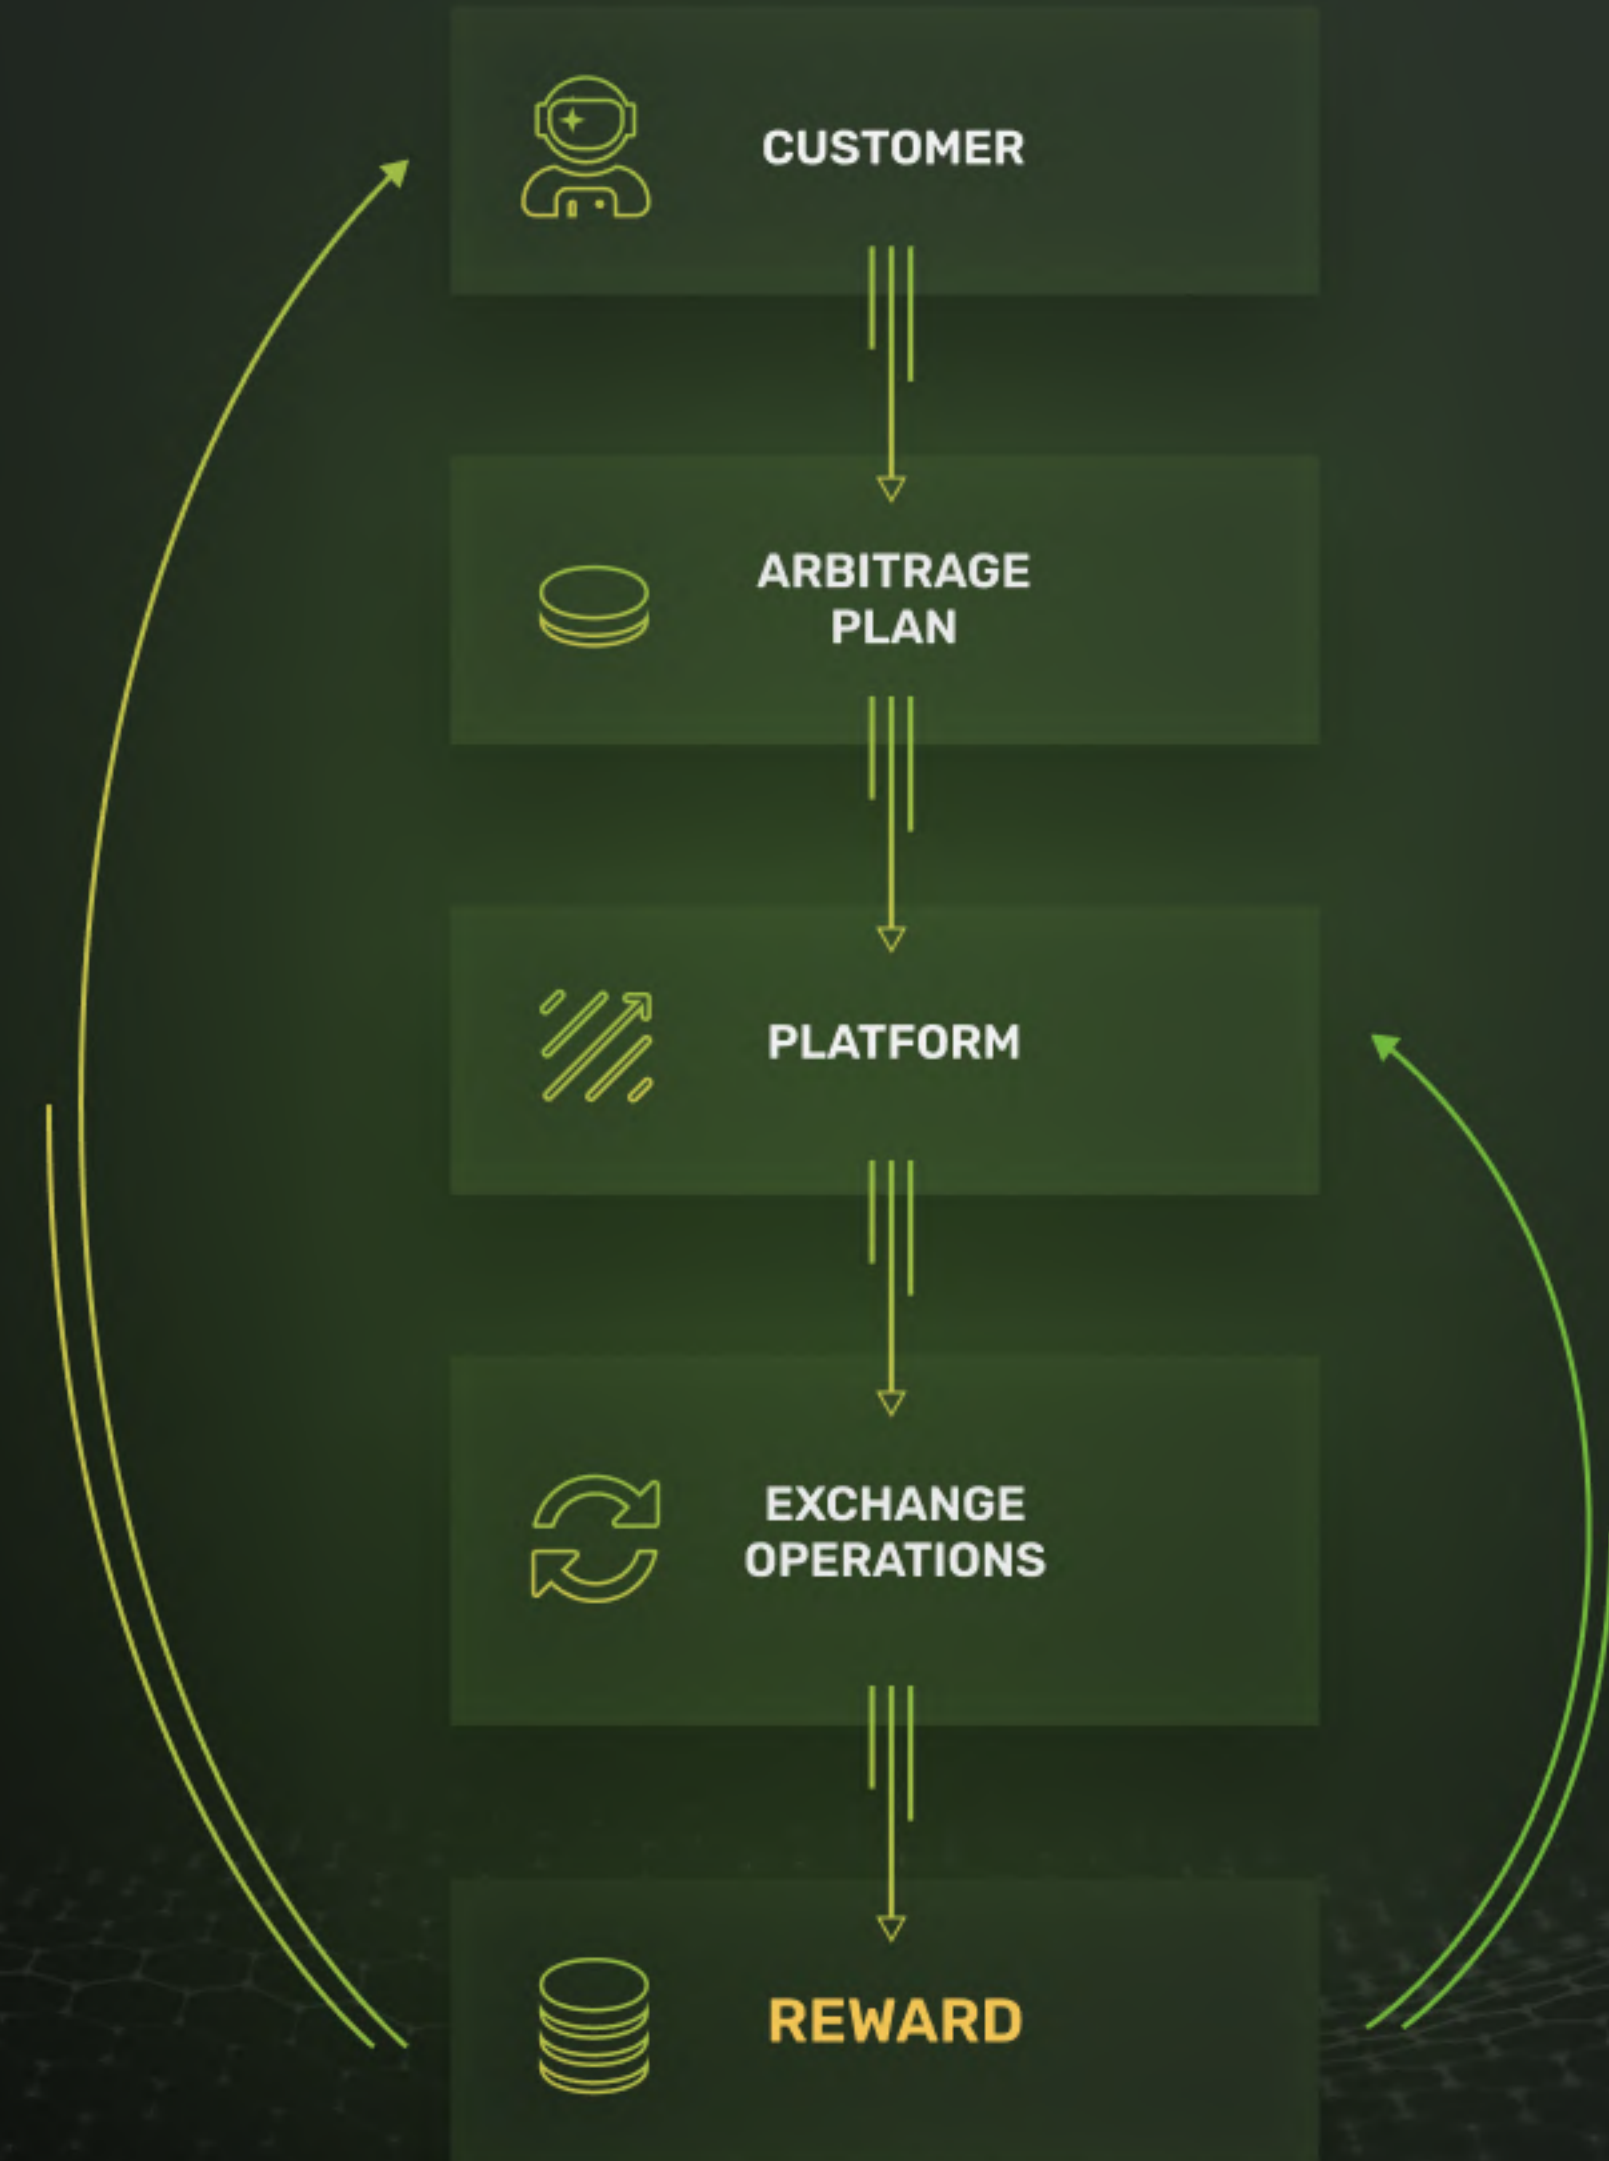 CUSTOMER
ARBITRAGE
PLAN
PLATFORM
EXCHANGE
OPERATIONS
REWARD